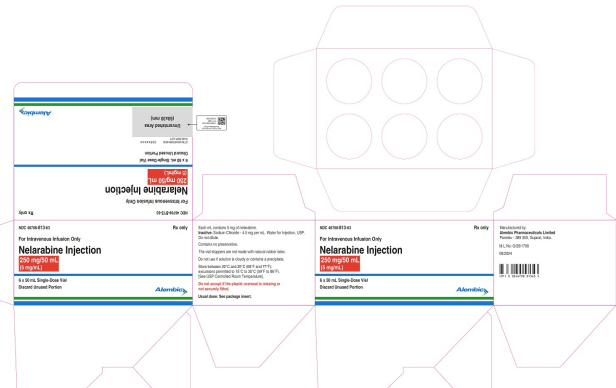 Alembic
Unvarnished Area
(58x28 mm)
6 x 50 mL Single-Dose Vial
Discard Unused Portion
250 mg/50 mL
(5 mg/mL)
Nelarabine Injection
For Intravenous Infusion Only
NDC 46708-813-63
Rx only
NDC 46708-813-63
Rx only
For Intravenous Infusion Only
Nelarabine Injection
250 mg/50 mL
(5 mg/mL)
6 x 50 mL Single-Dose Vial
Discard Unused Portion
Alembic
Each mL contains 5 mg of nelarabine.
Inactive: Sodium Chloride - 4.5 mg per mL, Water for Injection, USP.
Do not dilute.
Contains no preservative.
The vial stoppers are not made with natural rubber latex.
Do not use if solution is cloudy or contains a precipitate.
Store between 20°C and 25°C (68°F and 77°F);
excursions permitted to 15°C to 30°C (59°F to 86°F).
[See USP Controlled Room Temperature].
Do not accept if the plastic overseal is missing or
not securely fitted.
Usual dose: See package insert.
NDC 46708-813-63
Rx only
For Intravenous Infusion Only
Nelarabine Injection
250 mg/50 mL
(5 mg/mL)
6 x 50 mL Single-Dose Vial
Discard Unused Portion
Alembic
Manufactured by:
Alembic Pharmaceuticals Limited
Gujarat, India.